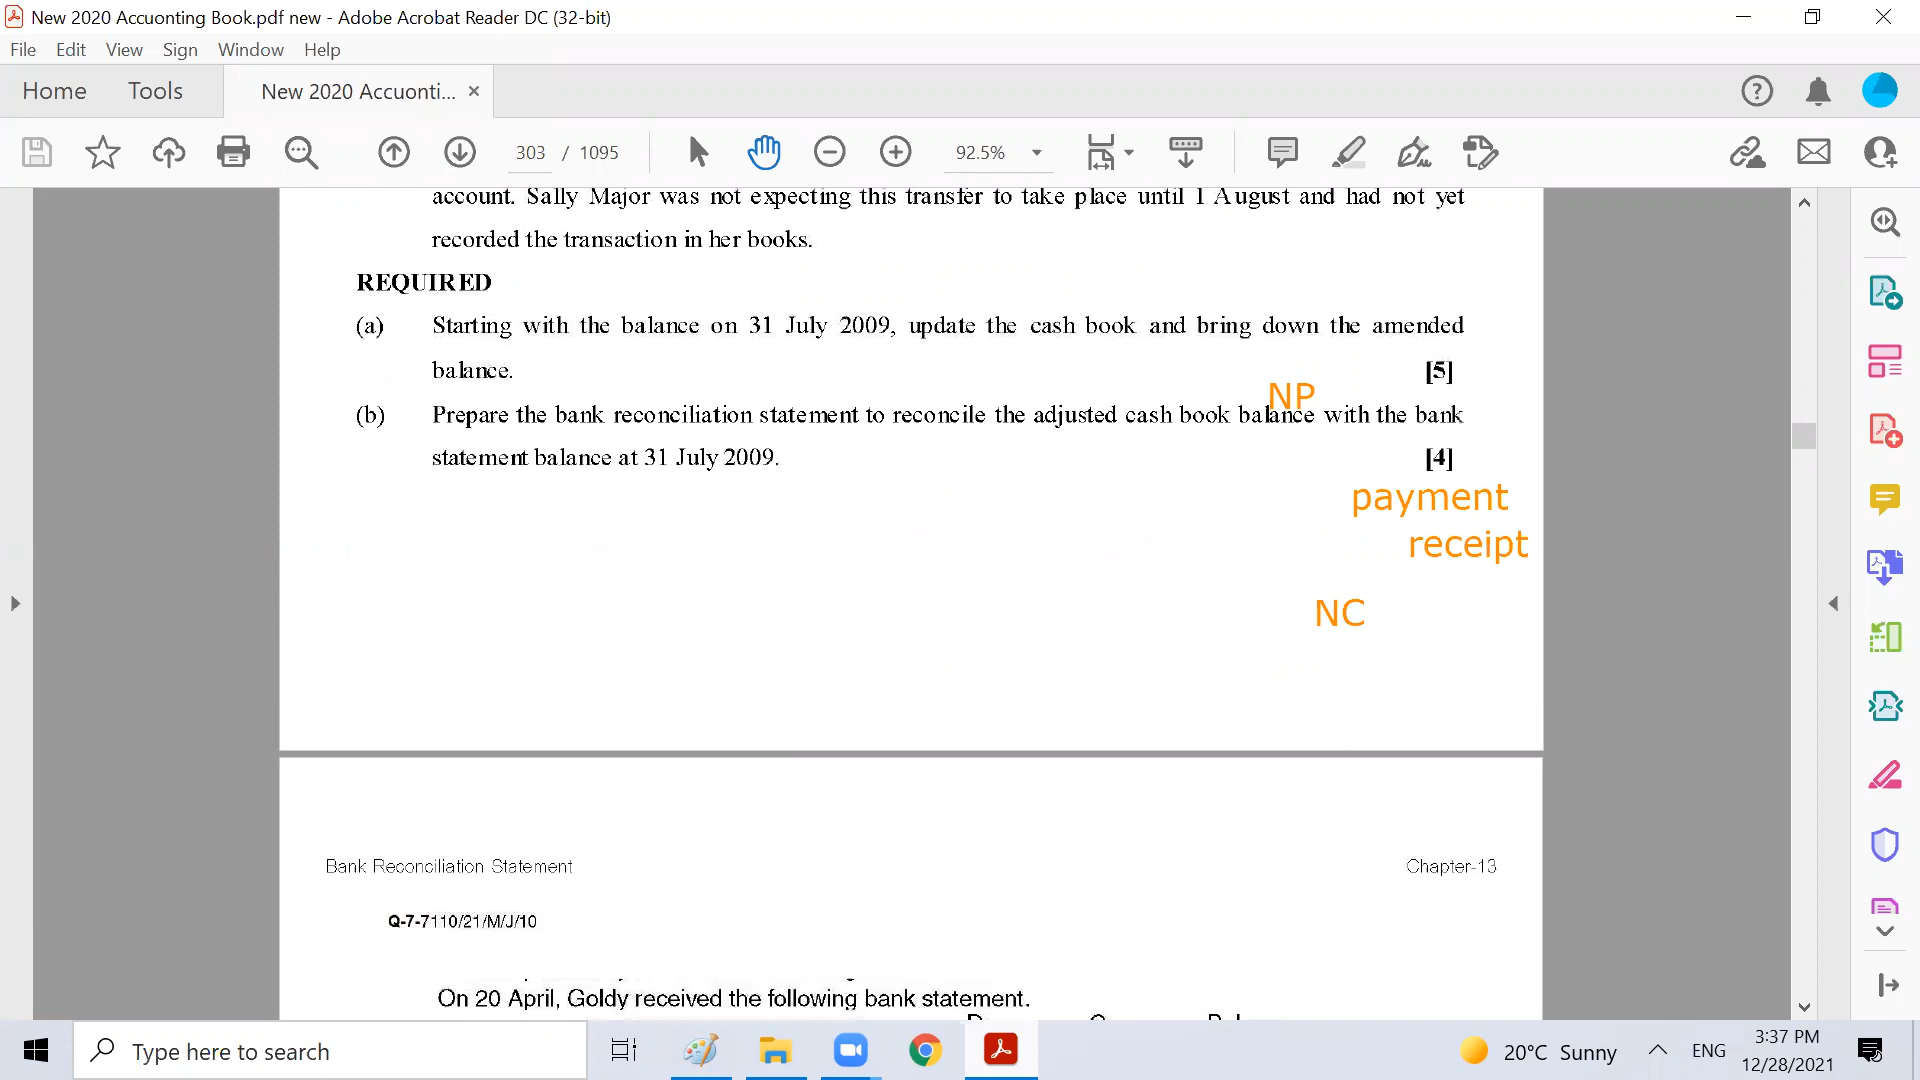 New 2020 Accuonting Book.pdf new - Adobe Acrobat Reader DC (32-bit)
File Edit View Sign Window Help
Home Tools New 2020 Accuonti... ×
303 / 1095 92.5%
account. Sally Major was not expecting this transfer to take place until 1 August and had not yet
recorded the transaction in her books.
REQUIRED
(a) Starting with the balance on 31 July 2009, update the cash book and bring down the amended
balance. [5]
NP
(b) Prepare the bank reconciliation statement to reconcile the adjusted cash book balance with the bank
statement balance at 31 July 2009. [4]
payment
receipt
NC
Bank Reconciliation Statement Chapter-13
Q-7-7110/21/M/J/10
On 20 April, Goldy received the following bank statement.
Type here to search
20°C Sunny ENG
3:37 PM
12/28/2021